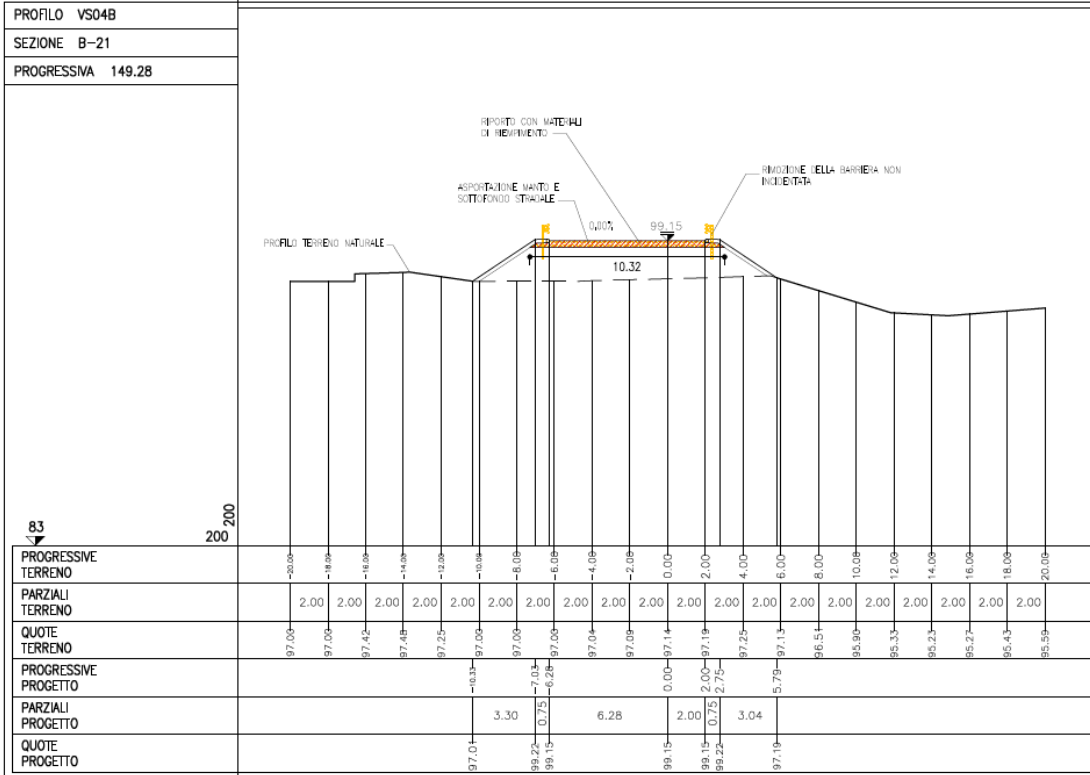 PROFILO VS04B
SEZIONE B-21
PROGRESSIVA 149.28
RIPORTO CON MATERIALI
DI RIEMPIMENTO
RIMOZIONE DELLA BARRIERA NON
INCIDENTATA
ASPORTAZIONE MANTO E
SOTTOFONDO STRADALE
0.00% 99.15
PROFILO TERRENO NATURALE
10.32
83
200 200
PROGRESSIVE
TERRENO
-20.00 -18.00 -16.00 -14.00 -12.00 -10.00 -8.00 -6.00 -4.00 -2.00 0.00 2.00 4.00 6.00 8.00 10.00 12.00 14.00 16.00 18.00 20.00
PARZIALI
TERRENO
2.00 2.00 2.00 2.00 2.00 2.00 2.00 2.00 2.00 2.00 2.00 2.00 2.00 2.00 2.00 2.00 2.00 2.00 2.00 2.00
QUOTE
TERRENO
97.00 97.00 97.42 97.48 97.25 97.00 97.00 97.00 97.04 97.09 97.14 97.19 97.25 97.13 96.51 95.90 95.33 95.23 95.27 95.43 95.59
PROGRESSIVE
PROGETTO
-10.33 -7.03 -6.28 0.00 2.00 2.75 5.79
PARZIALI
PROGETTO
3.30 0.75 6.28 2.00 0.75 3.04
QUOTE
PROGETTO
97.01 99.22 99.15 99.15 99.15 99.22 97.19